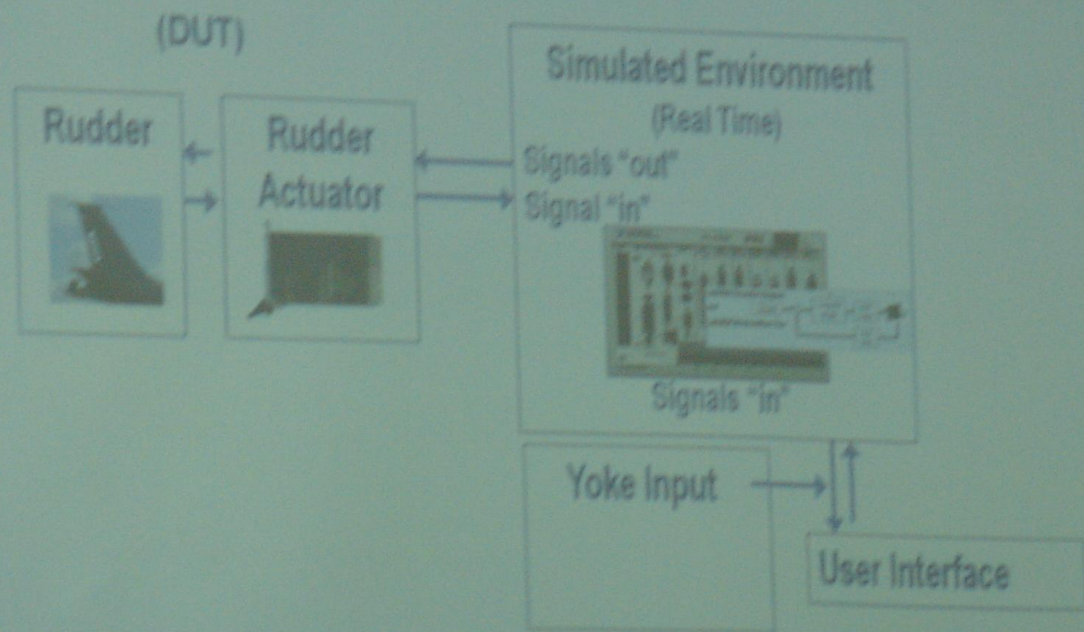 (DUT)
Rudder
Rudder
Actuator
Simulated Environment
(Real Time)
Signals "out"
Signal "in"
Signals "in"
Yoke Input
User Interface